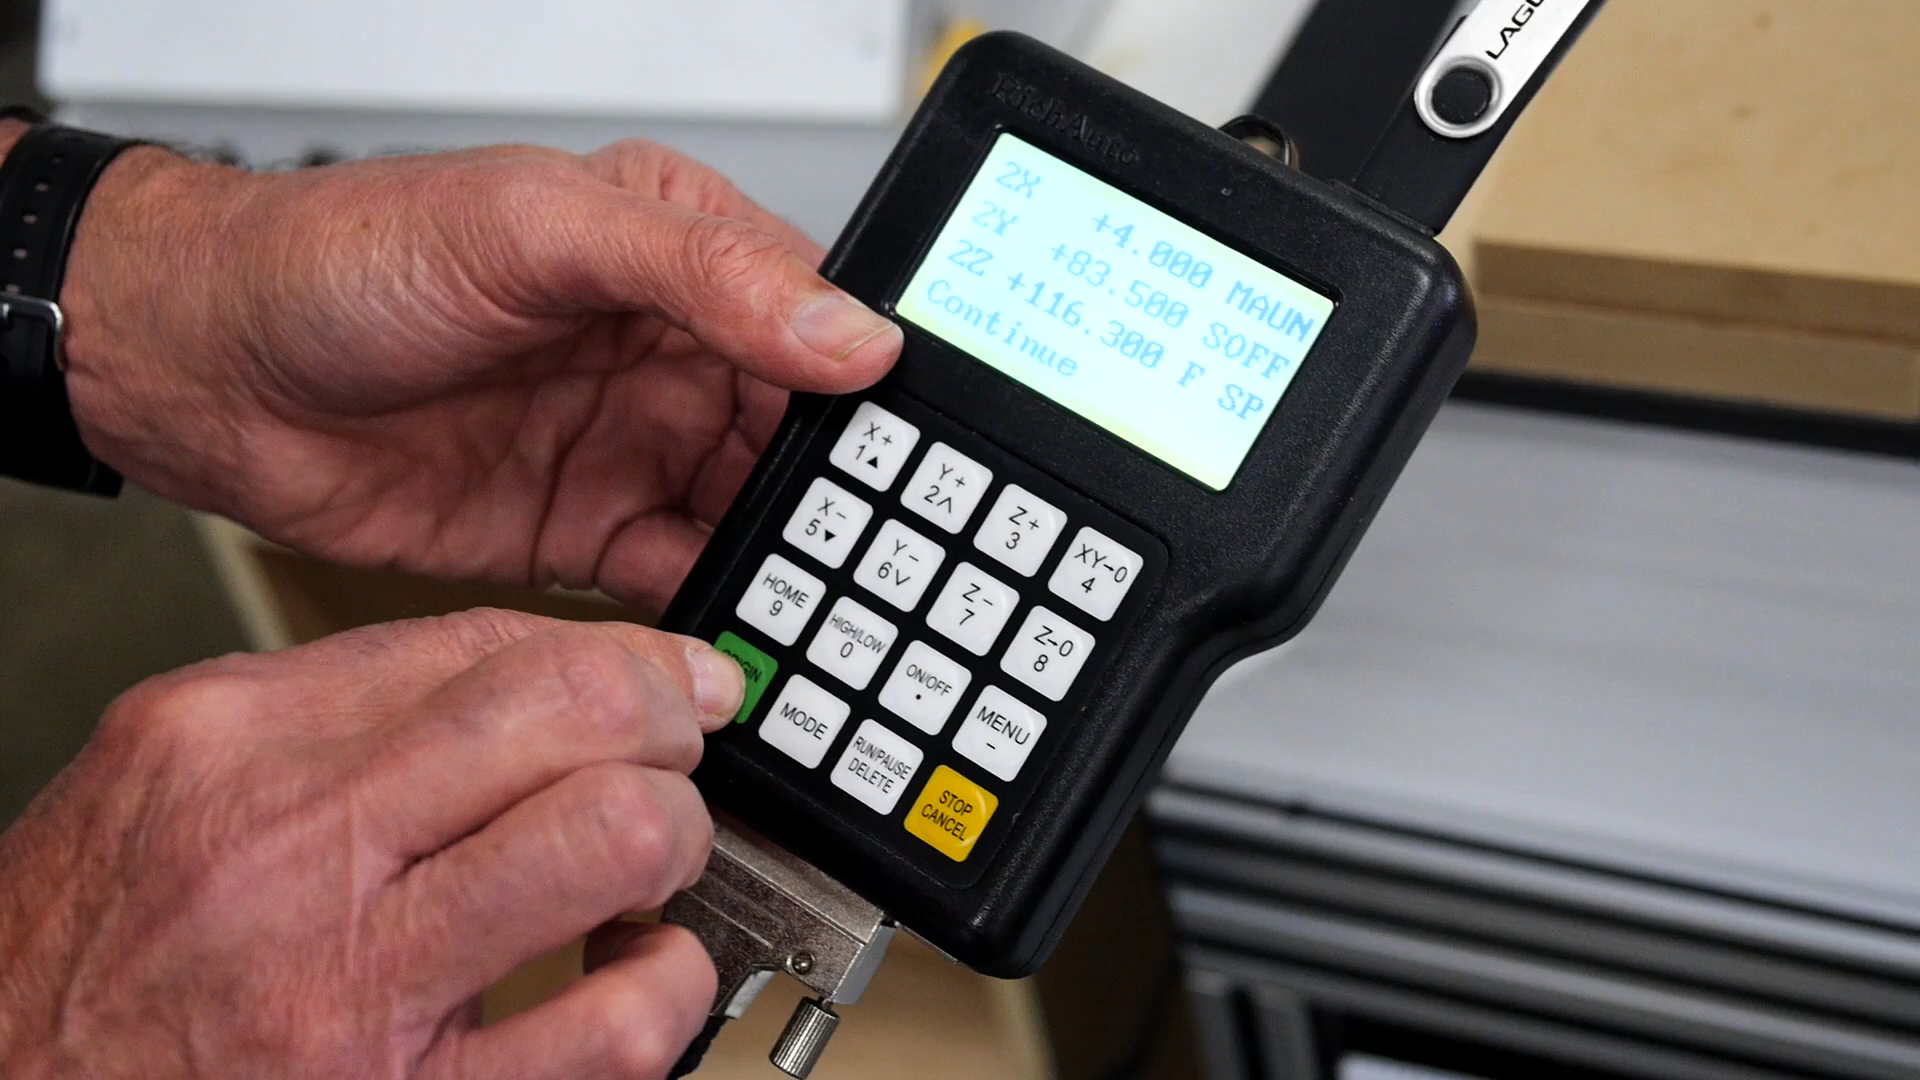 LAGU
RichAuto
2X +4.000 MAUN
2Y +83.500 SOFF
2Z +116.300 F SP
Continue
X+ 1▲
Y+ 2∧
Z+ 3
XY→0 4
X− 5▼
Y− 6∨
Z− 7
Z→0 8
HOME 9
HIGH/LOW 0
ON/OFF •
MENU −
ORIGIN
MODE
RUN/PAUSE DELETE
STOP CANCEL